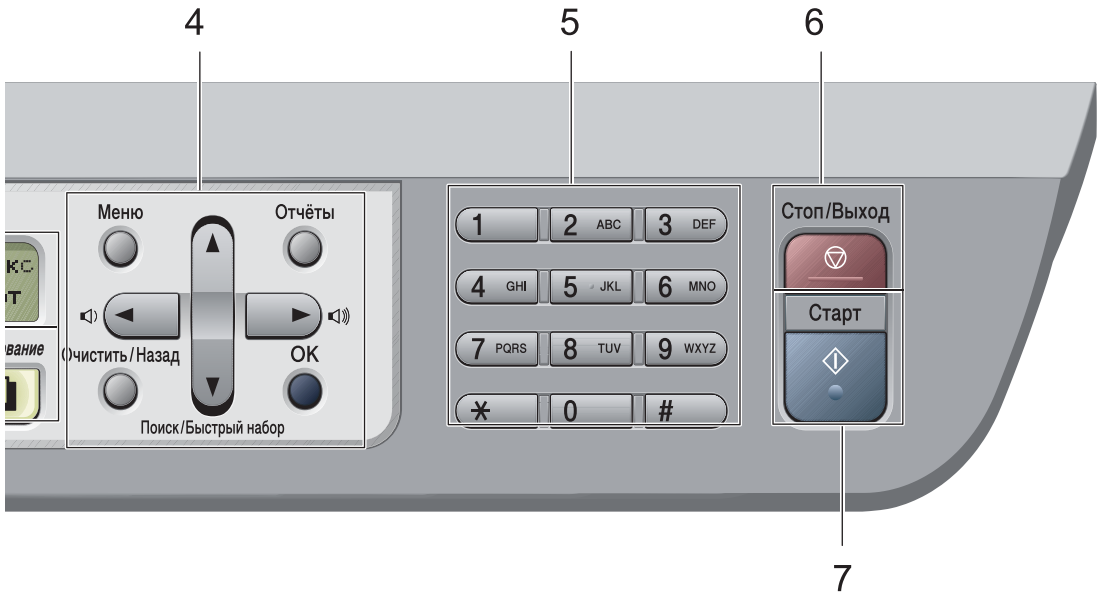 4 5 6
Меню Отчёты
Очистить/Назад OK
Поиск/Быстрый набор
1 2 ABC 3 DEF
4 GHI 5 JKL 6 MNO
7 PQRS 8 TUV 9 WXYZ
* 0 #
Стоп/Выход
Старт
7